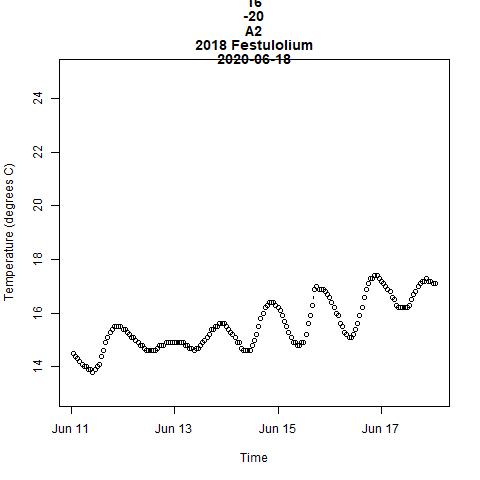 16
-20
A2
2018 Festulolium
2020-06-18
Temperature (degrees C)
24
22
20
18
16
14
Jun 11
Jun 13
Jun 15
Jun 17
Time